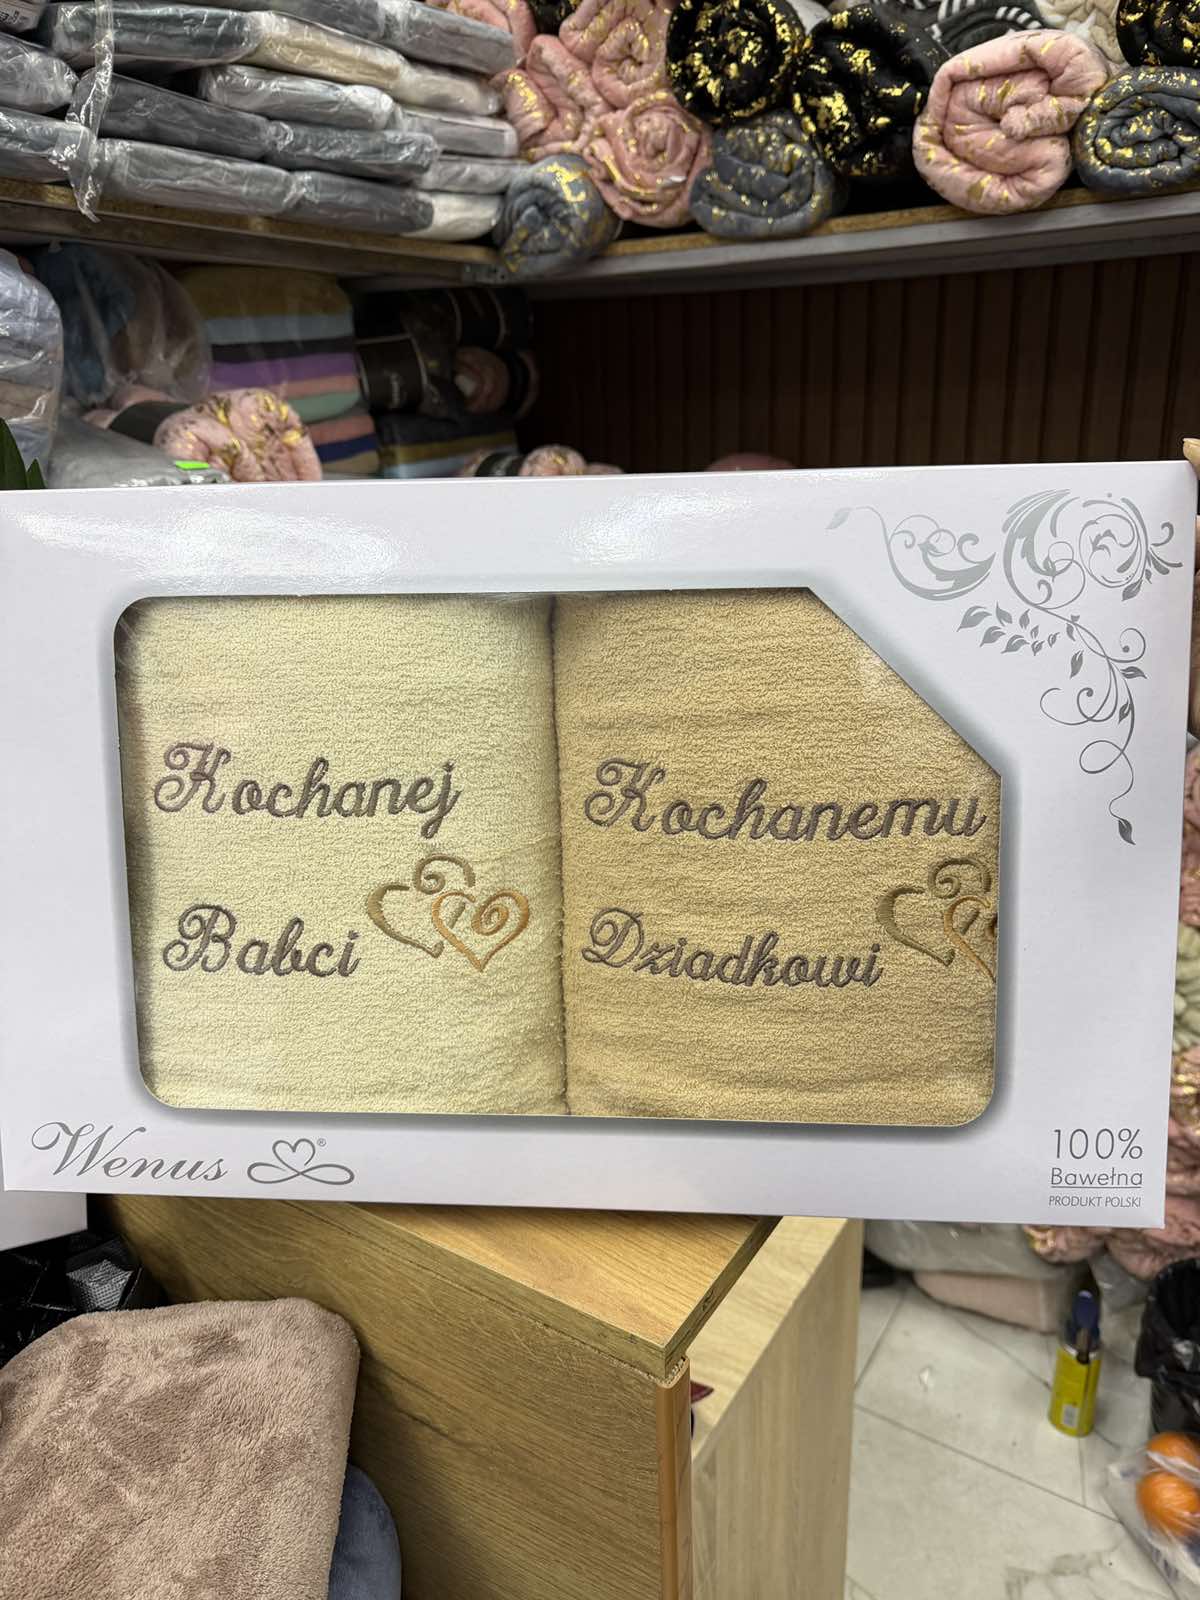 Kochanej
Babci
Kochanemu
Dziadkowi
Wenus ®
100%
Bawełna
PRODUKT POLSKI